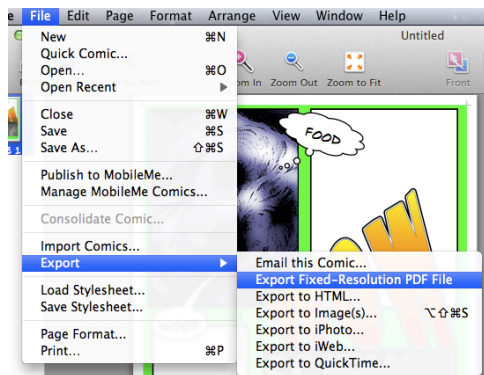 File Edit Page Format Arrange View Window Help
Untitled
New ⌘N
Quick Comic...
Open... ⌘O
Open Recent ▶
Zoom Out Zoom to Fit Front
Close ⌘W
Save ⌘S
Save As... ⇧⌘S
FOOD
Publish to MobileMe...
Manage MobileMe Comics...
Consolidate Comic...
Import Comics...
Export ▶
Email this Comic...
Export Fixed-Resolution PDF File
Export to HTML...
Export to Image(s)... ⌥⇧⌘S
Export to iPhoto...
Export to iWeb...
Export to QuickTime...
Load Stylesheet...
Save Stylesheet...
Page Format...
Print... ⌘P